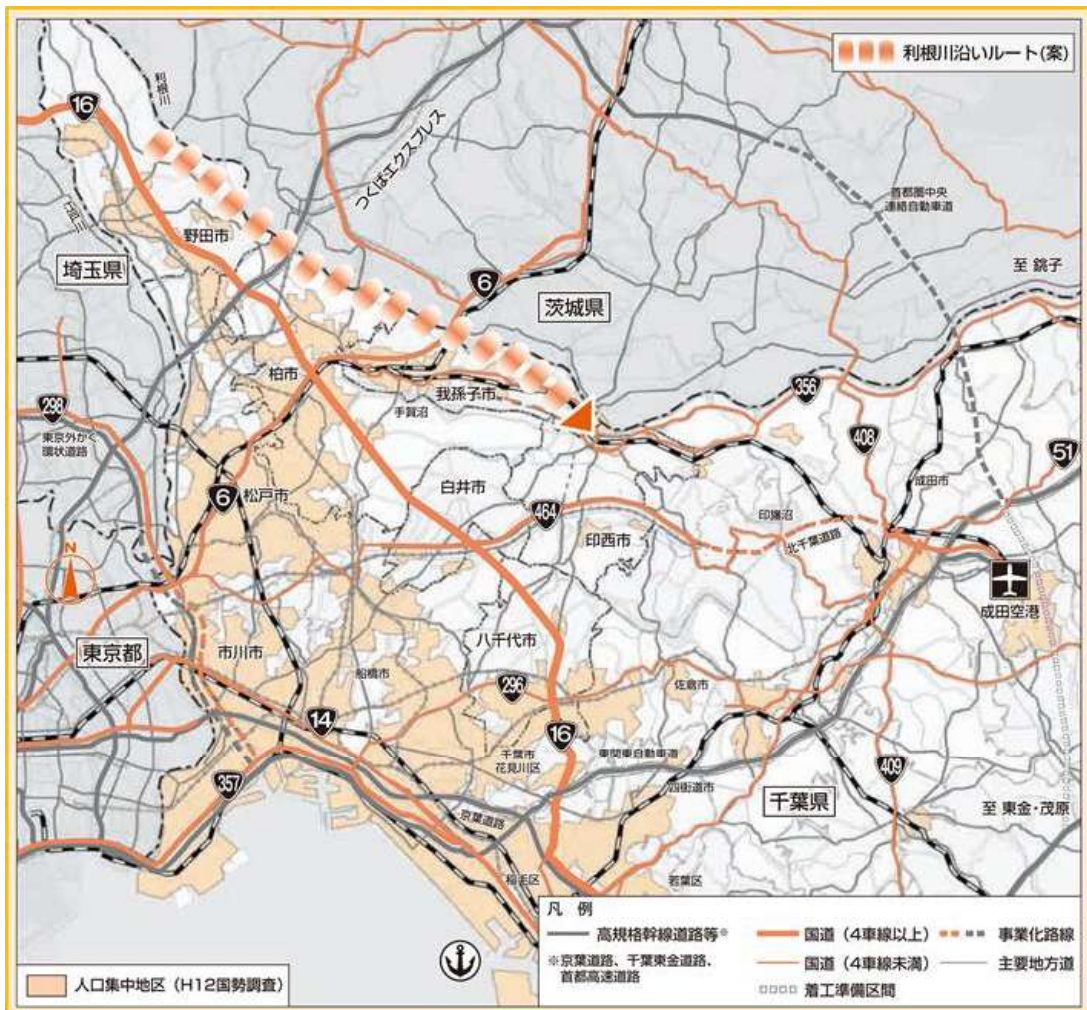 利根川沿いルート(案)
16
利根川
つくばエクスプレス
首都圏中央
連絡自動車道
江戸川
野田市
埼玉県
6
茨城県
至 銚子
柏市
我孫子市
手賀沼
356
298
東京外かく
環状道路
408
51
成田市
6
松戸市
白井市
464
印西市
印旛沼
北千葉道路
N
成田空港
東京都
市川市
八千代市
船橋市
296
佐倉市
14
16
千葉市
花見川区
東関東自動車道
357
四街道市
409
千葉県
京葉道路
至 東金・茂原
稲毛区
若葉区
凡 例
高規格幹線道路等※
国道(4車線以上)
事業化路線
※京葉道路、千葉東金道路、
首都高速道路
国道(4車線未満)
主要地方道
着工準備区間
人口集中地区(H12国勢調査)